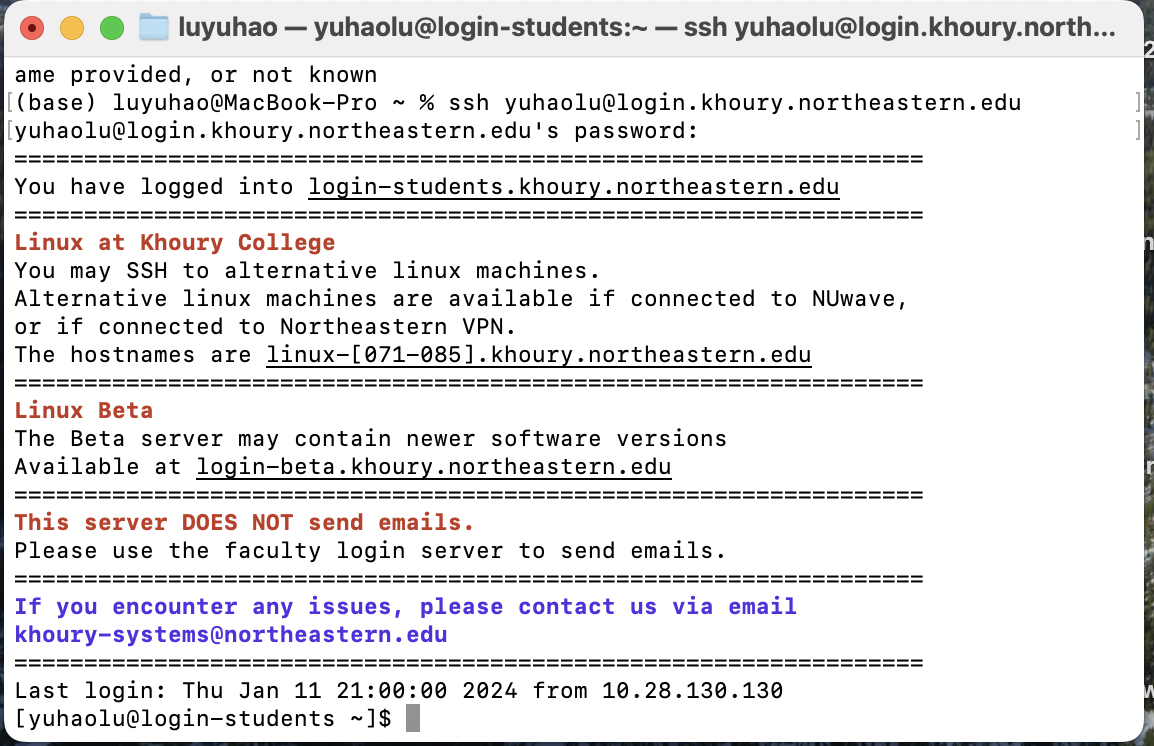 luyuhao — yuhaolu@login-students:~ — ssh yuhaolu@login.khoury.north...
ame provided, or not known
[(base) luyuhao@MacBook-Pro ~ % ssh yuhaolu@login.khoury.northeastern.edu ]
[yuhaolu@login.khoury.northeastern.edu's password: ]
=================================================================
You have logged into login-students.khoury.northeastern.edu
=================================================================
Linux at Khoury College
You may SSH to alternative linux machines.
Alternative linux machines are available if connected to NUwave,
or if connected to Northeastern VPN.
The hostnames are linux-[071-085].khoury.northeastern.edu
=================================================================
Linux Beta
The Beta server may contain newer software versions
Available at login-beta.khoury.northeastern.edu
=================================================================
This server DOES NOT send emails.
Please use the faculty login server to send emails.
=================================================================
If you encounter any issues, please contact us via email
khoury-systems@northeastern.edu
=================================================================
Last login: Thu Jan 11 21:00:00 2024 from 10.28.130.130
[yuhaolu@login-students ~]$